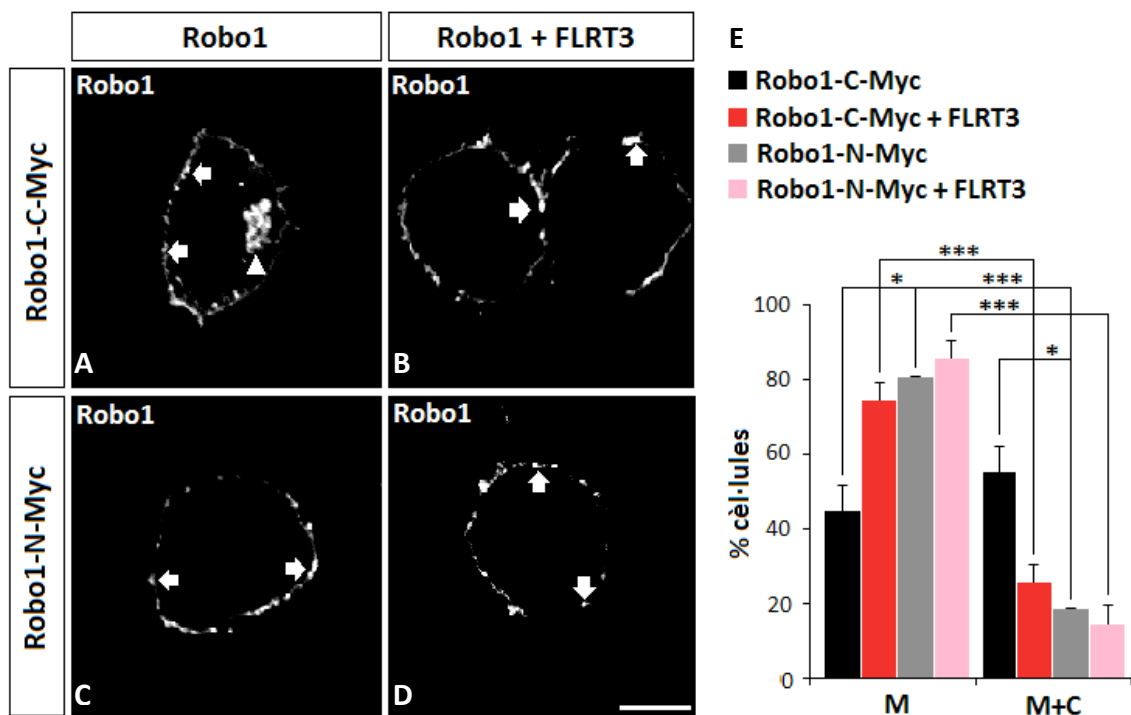 Robo1
Robo1 + FLRT3
Robo1-C-Myc
Robo1
A
Robo1
B
Robo1-N-Myc
Robo1
C
Robo1
D
E
Robo1-C-Myc
Robo1-C-Myc + FLRT3
Robo1-N-Myc
Robo1-N-Myc + FLRT3
***
* ***
***
*
% cèl·lules
100
80
60
40
20
0
M M+C